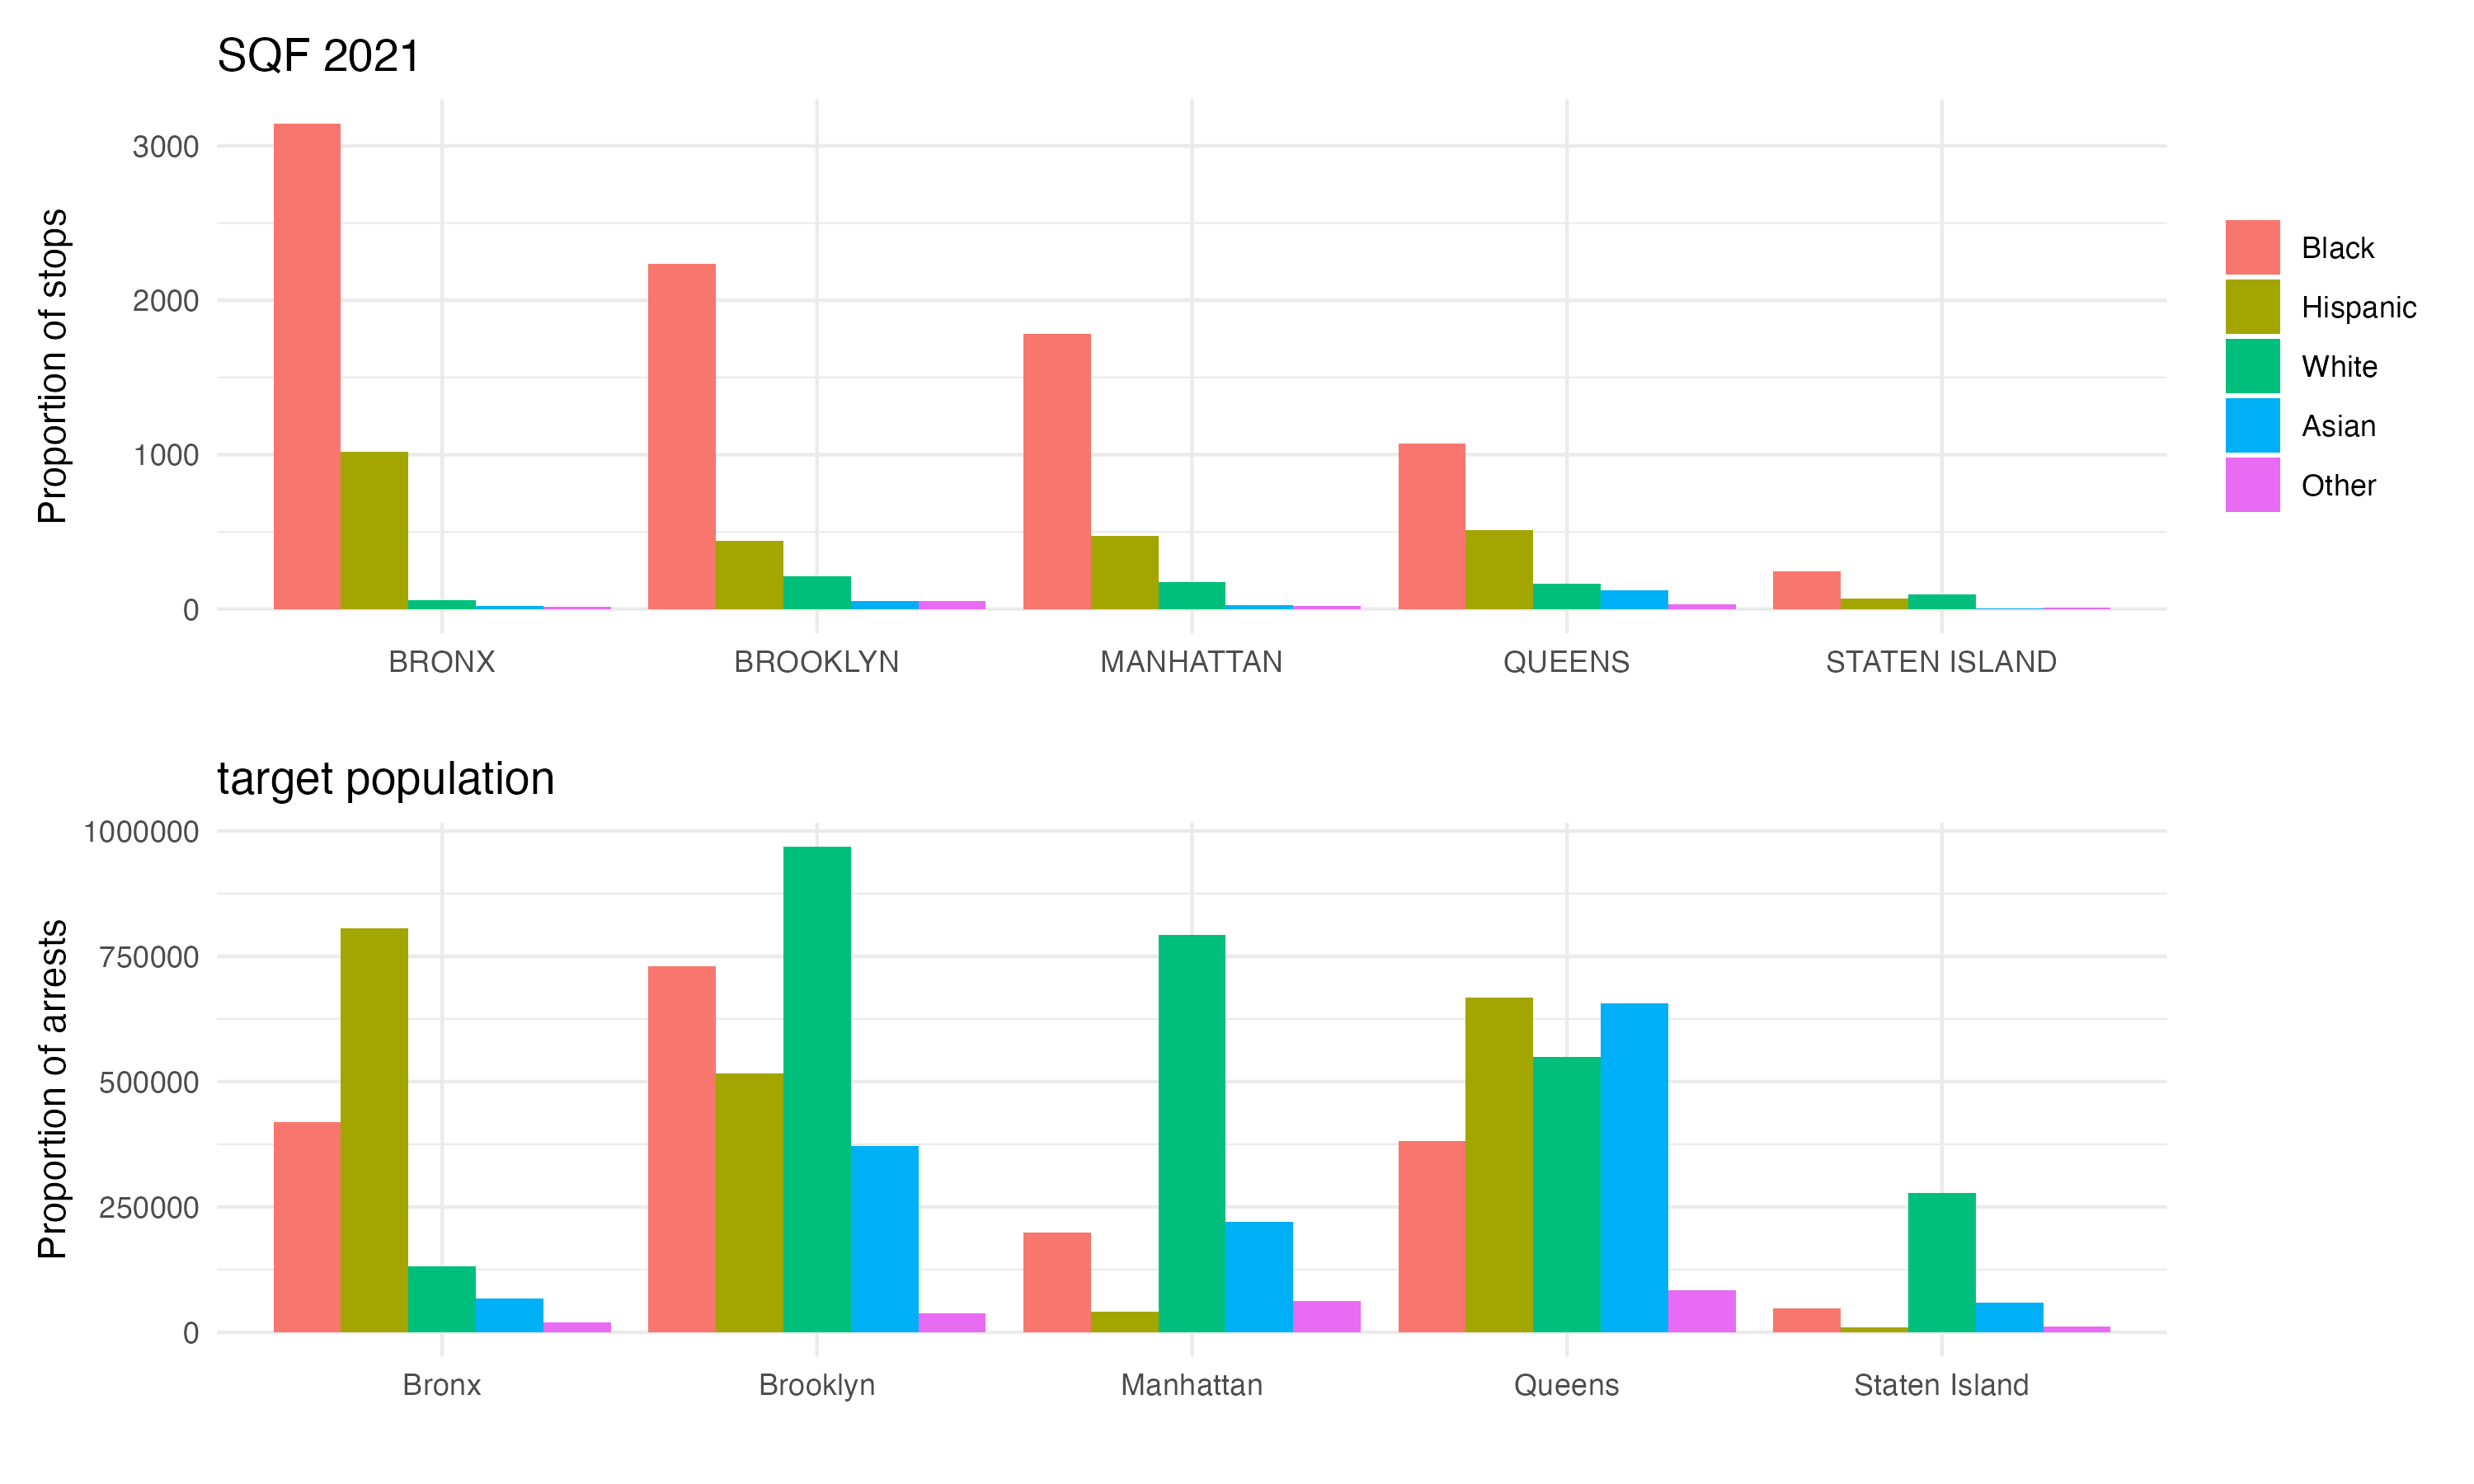 SQF 2021
Proportion of stops
3000
2000
1000
0
BRONX
BROOKLYN
MANHATTAN
QUEENS
STATEN ISLAND
Black
Hispanic
White
Asian
Other
target population
Proportion of arrests
1000000
750000
500000
250000
0
Bronx
Brooklyn
Manhattan
Queens
Staten Island